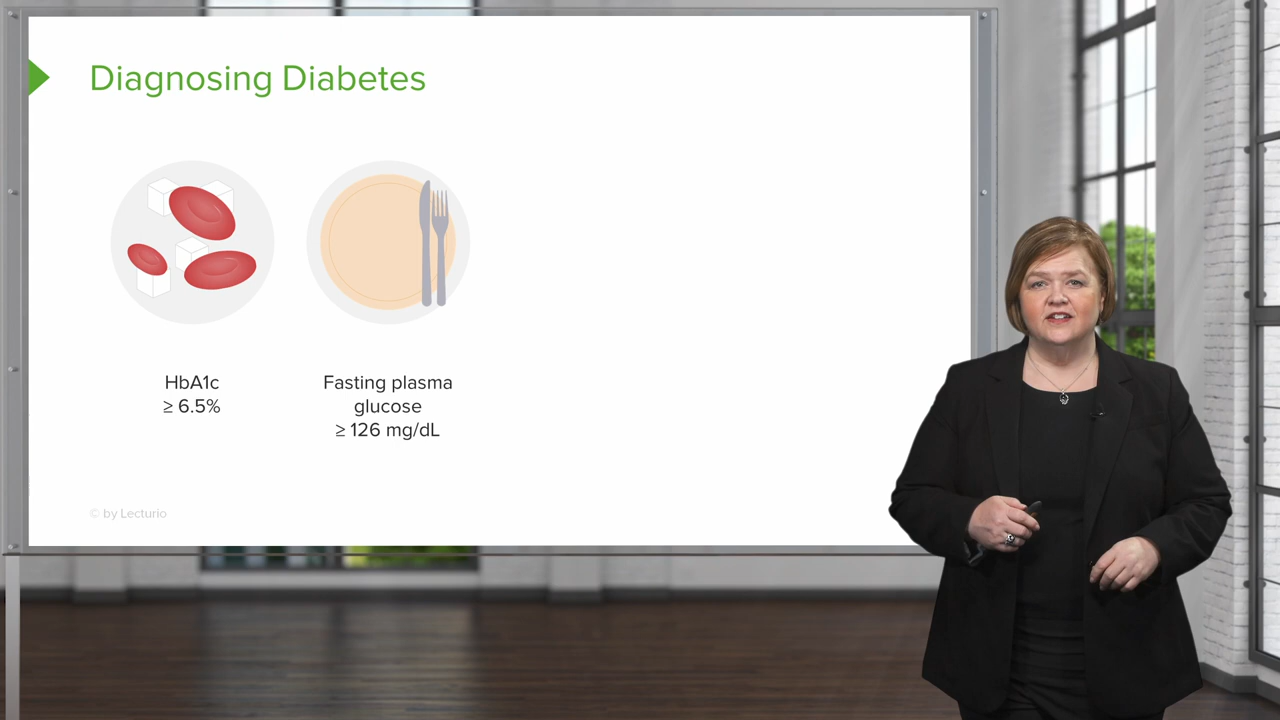 Diagnosing Diabetes
HbA1c
≥ 6.5%
Fasting plasma
glucose
≥ 126 mg/dL
© by Lecturio